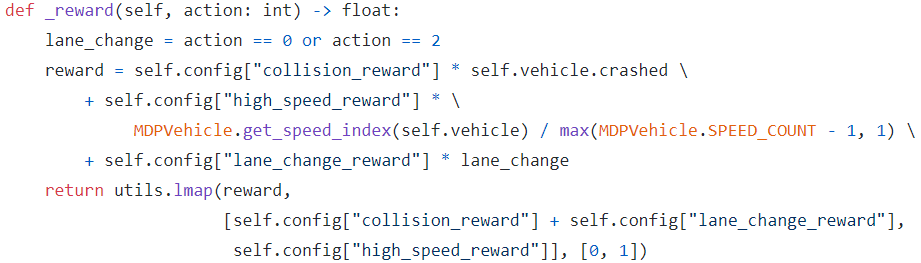 def _reward(self, action: int) -> float:
    lane_change = action == 0 or action == 2
    reward = self.config["collision_reward"] * self.vehicle.crashed \
        + self.config["high_speed_reward"] * \
            MDPVehicle.get_speed_index(self.vehicle) / max(MDPVehicle.SPEED_COUNT - 1, 1) \
        + self.config["lane_change_reward"] * lane_change
    return utils.lmap(reward,
                      [self.config["collision_reward"] + self.config["lane_change_reward"],
                       self.config["high_speed_reward"]], [0, 1])